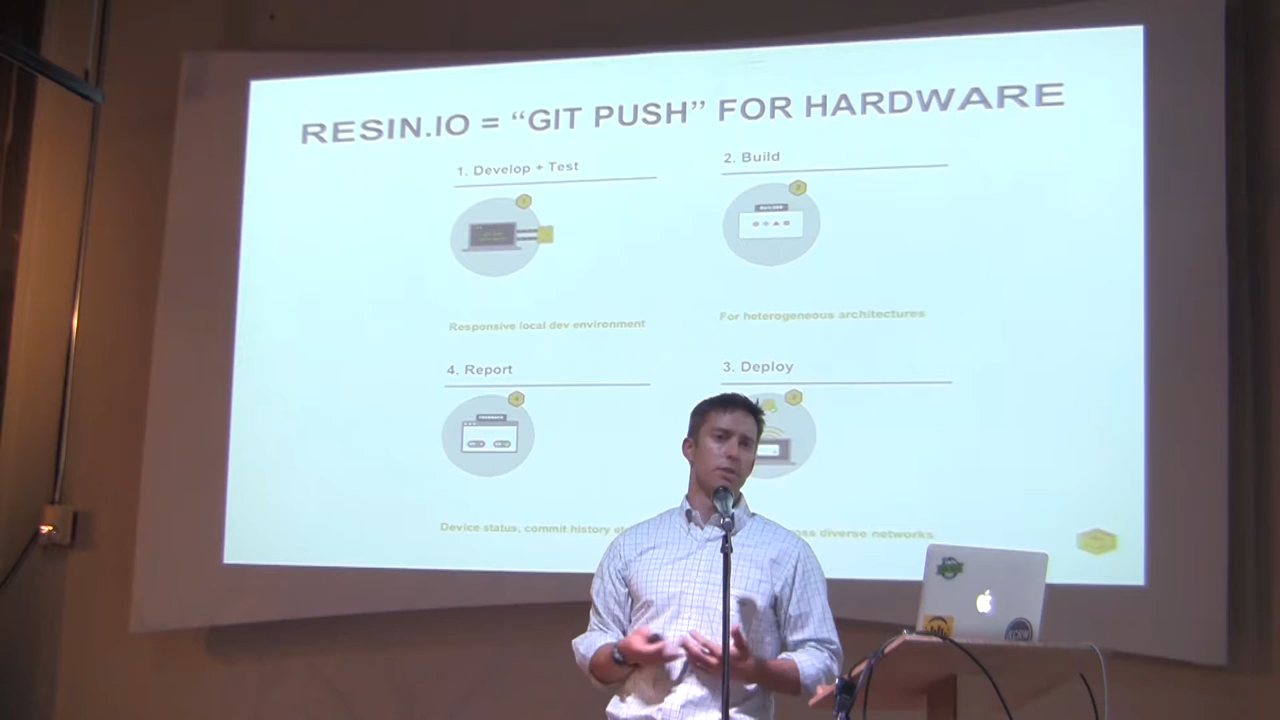 RESIN.IO = “GIT PUSH” FOR HARDWARE
1. Develop + Test
2. Build
Responsive local dev environment
For heterogeneous architectures
4. Report
3. Deploy
FEEDBACK
Device status, commit history
diverse networks